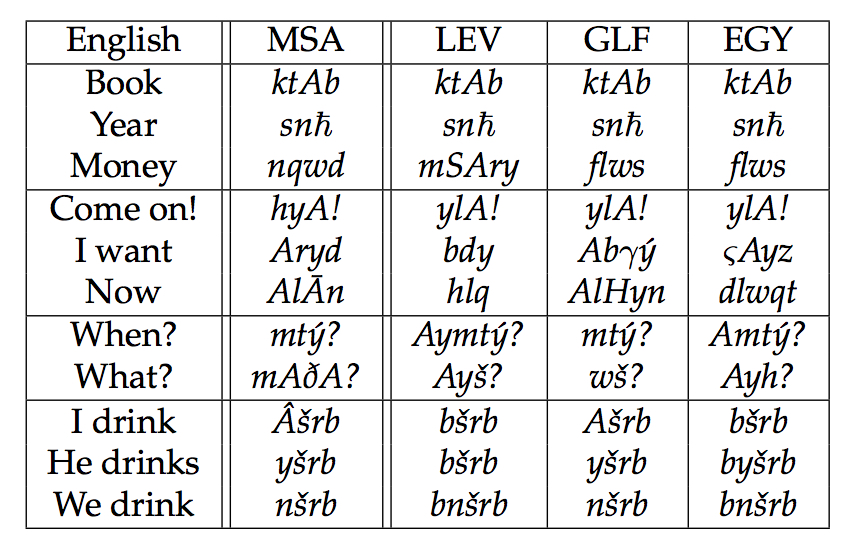 English MSA LEV GLF EGY
Book ktAb ktAb ktAb ktAb
Year snħ snħ snħ snħ
Money nqwd mSAry flws flws
Come on! hyA! ylA! ylA! ylA!
I want Aryd bdy Abγý ςAyz
Now AlĀn hlq AlHyn dlwqt
When? mtý? Aymtý? mtý? Amtý?
What? mAðA? Ayš? wš? Ayh?
I drink Âšrb bšrb Ašrb bšrb
He drinks yšrb bšrb yšrb byšrb
We drink nšrb bnšrb nšrb bnšrb